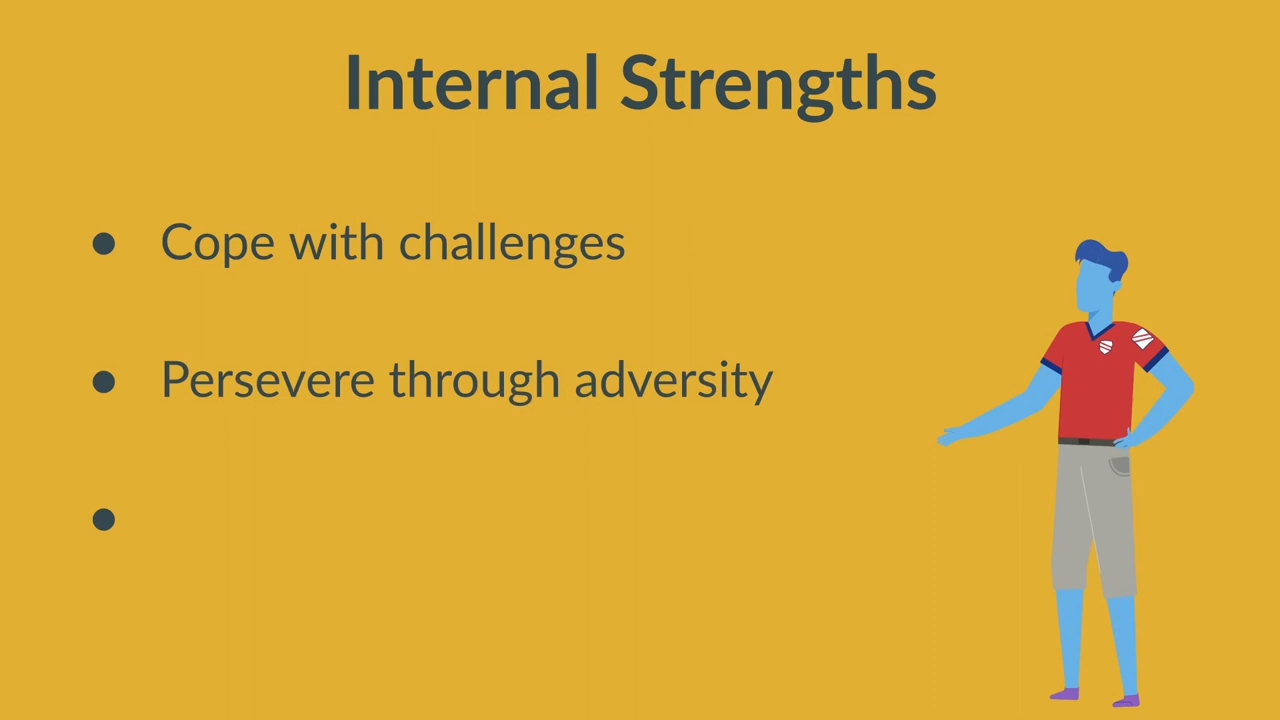 Internal Strengths
● Cope with challenges
● Persevere through adversity
●